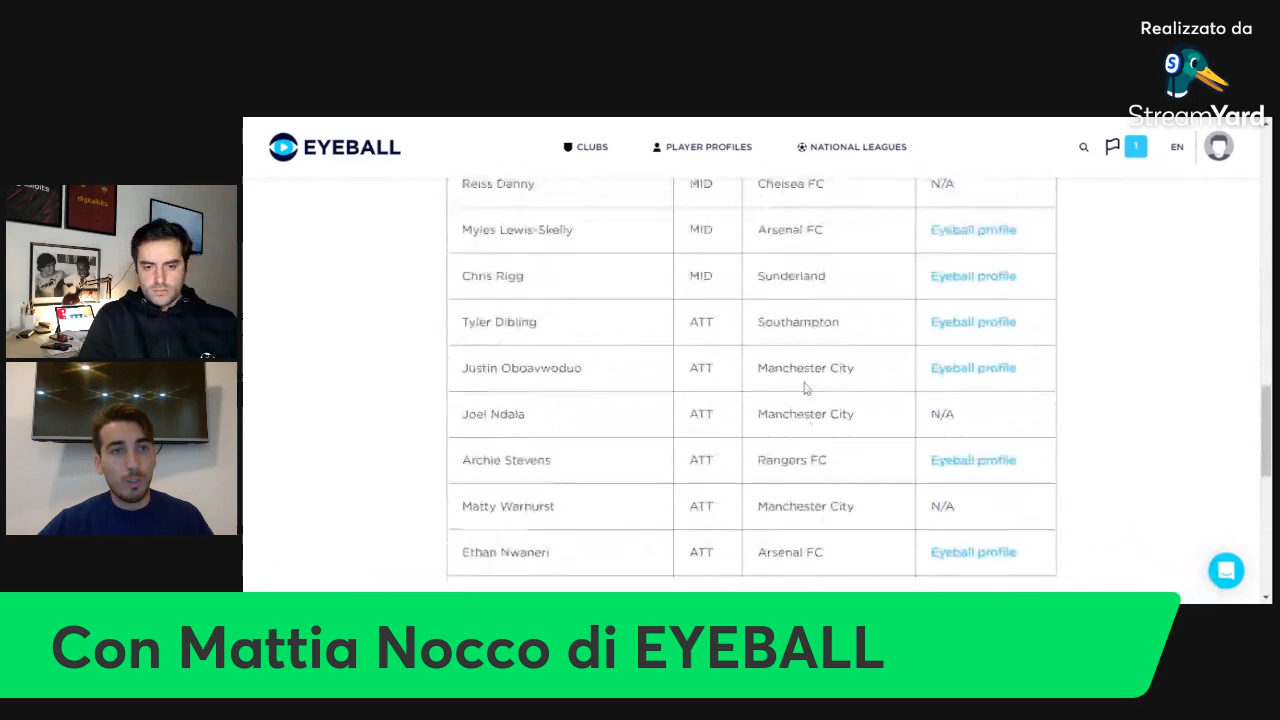 Realizzato da
StreamYard
EYEBALL
CLUBS
PLAYER PROFILES
NATIONAL LEAGUES
1
EN
Reiss Denny MID Chelsea FC N/A
Myles Lewis-Skelly MID Arsenal FC Eyeball profile
Chris Rigg MID Sunderland Eyeball profile
Tyler Dibling ATT Southampton Eyeball profile
Justin Oboavwoduo ATT Manchester City Eyeball profile
Joel Ndala ATT Manchester City N/A
Archie Stevens ATT Rangers FC Eyeball profile
Matty Warhurst ATT Manchester City N/A
Ethan Nwaneri ATT Arsenal FC Eyeball profile
digitalbits
Con Mattia Nocco di EYEBALL